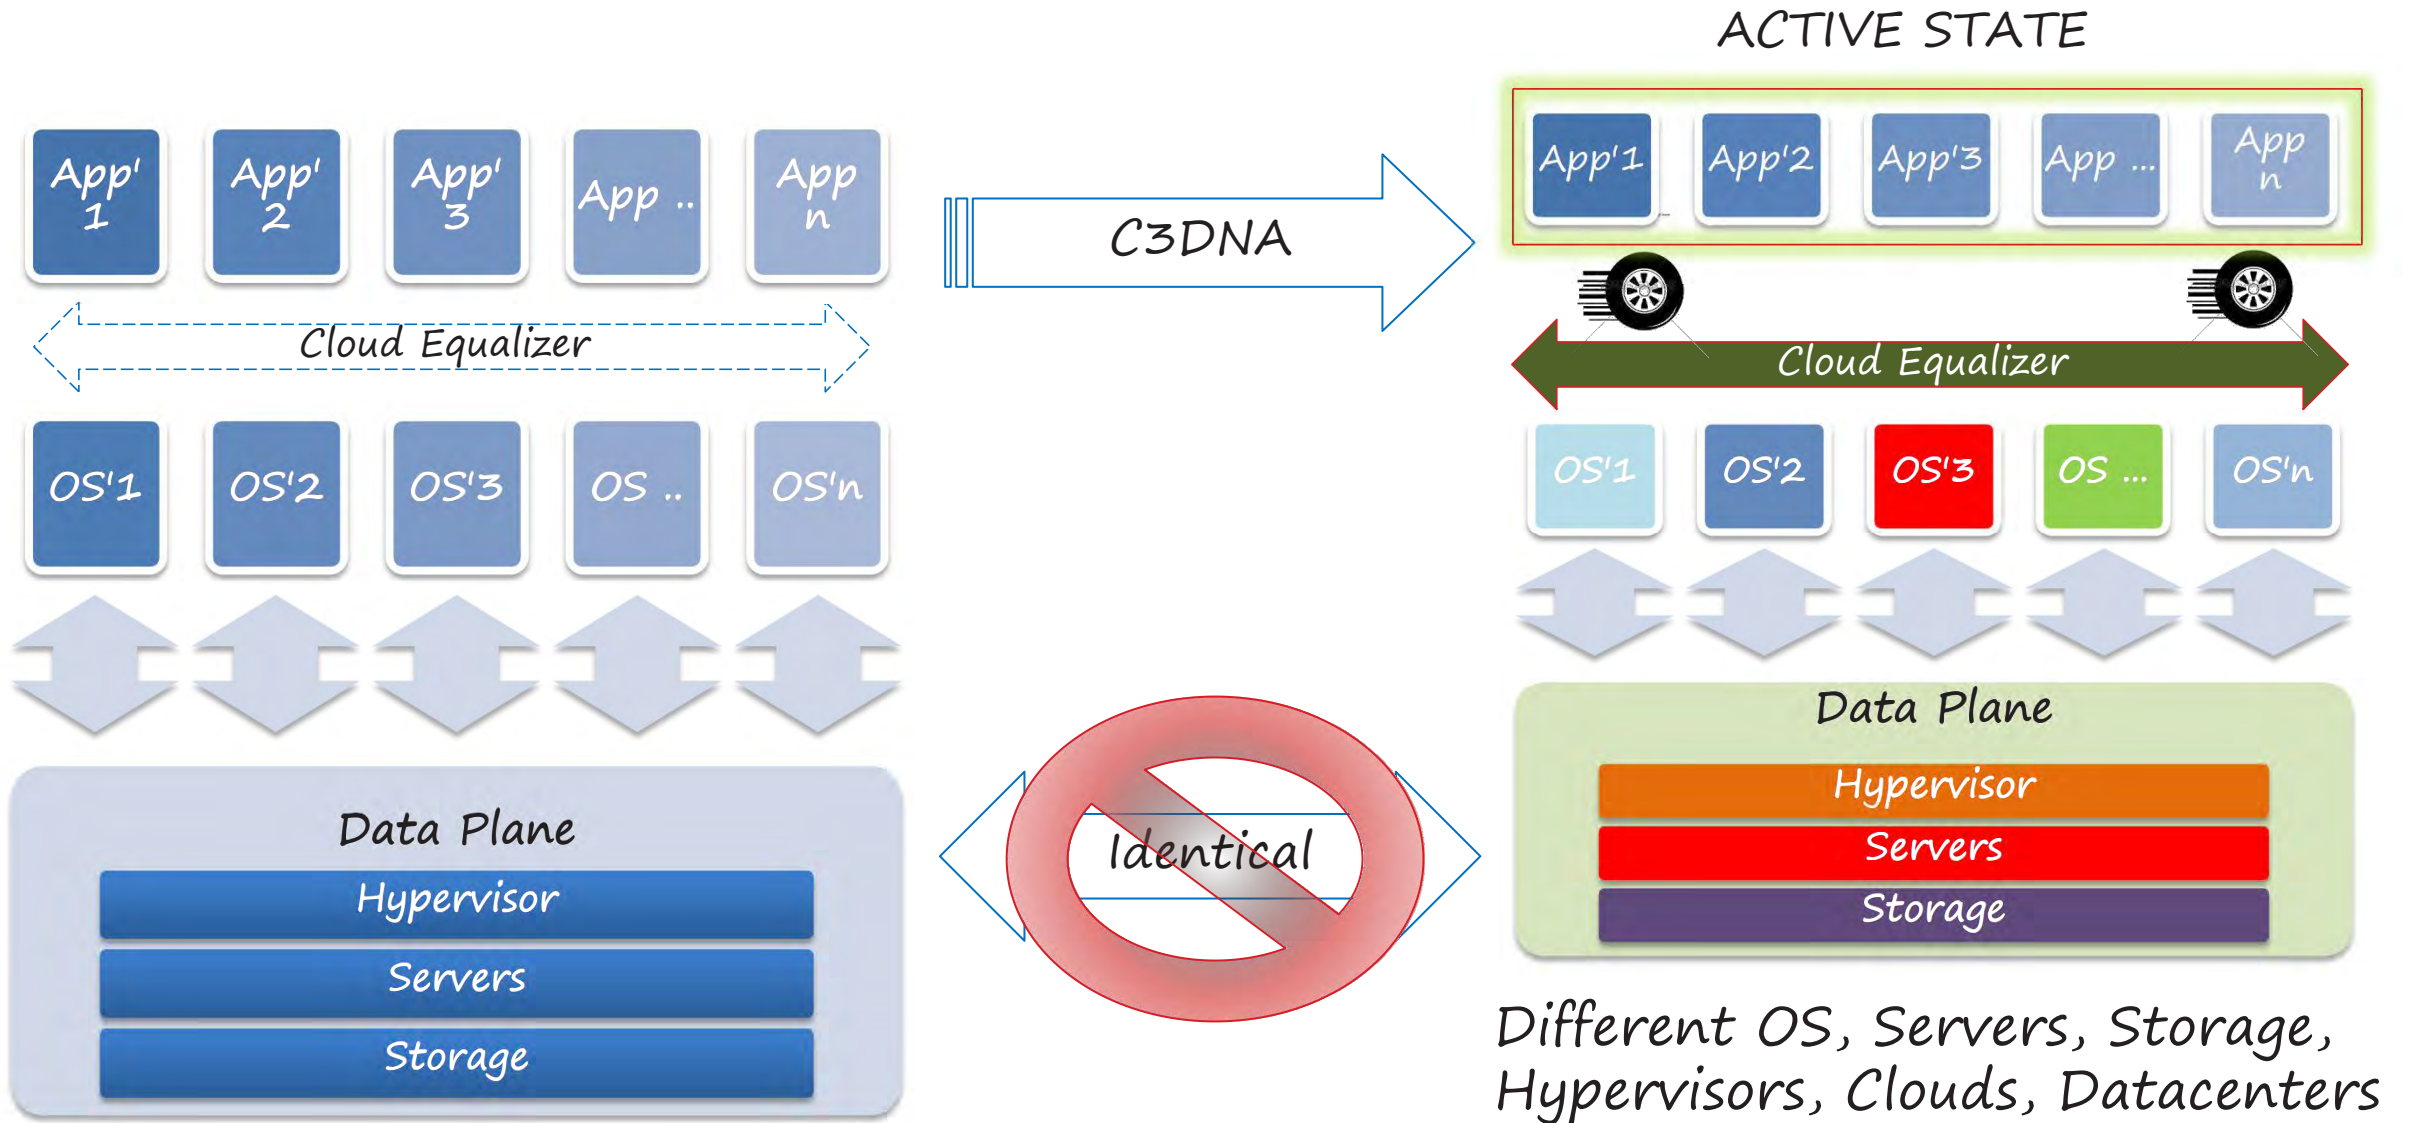 ACTIVE STATE
App'
1
App'
2
App'
3
App ..
App
n
Cloud Equalizer
OS'1
OS'2
OS'3
OS ..
OS'n
Data Plane
Hypervisor
Servers
Storage
C3DNA
Identical
App'1
App'2
App'3
App ...
App
n
Cloud Equalizer
OS'1
OS'2
OS'3
OS ...
OS'n
Data Plane
Hypervisor
Servers
Storage
Different OS, Servers, Storage,
Hypervisors, Clouds, Datacenters